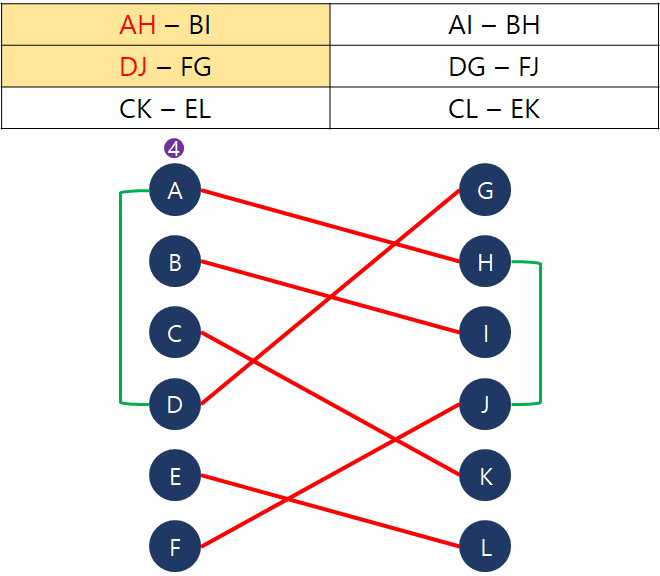 AH – BI
AI – BH
DJ – FG
DG – FJ
CK – EL
CL – EK
4
A
G
B
H
C
I
D
J
E
K
F
L